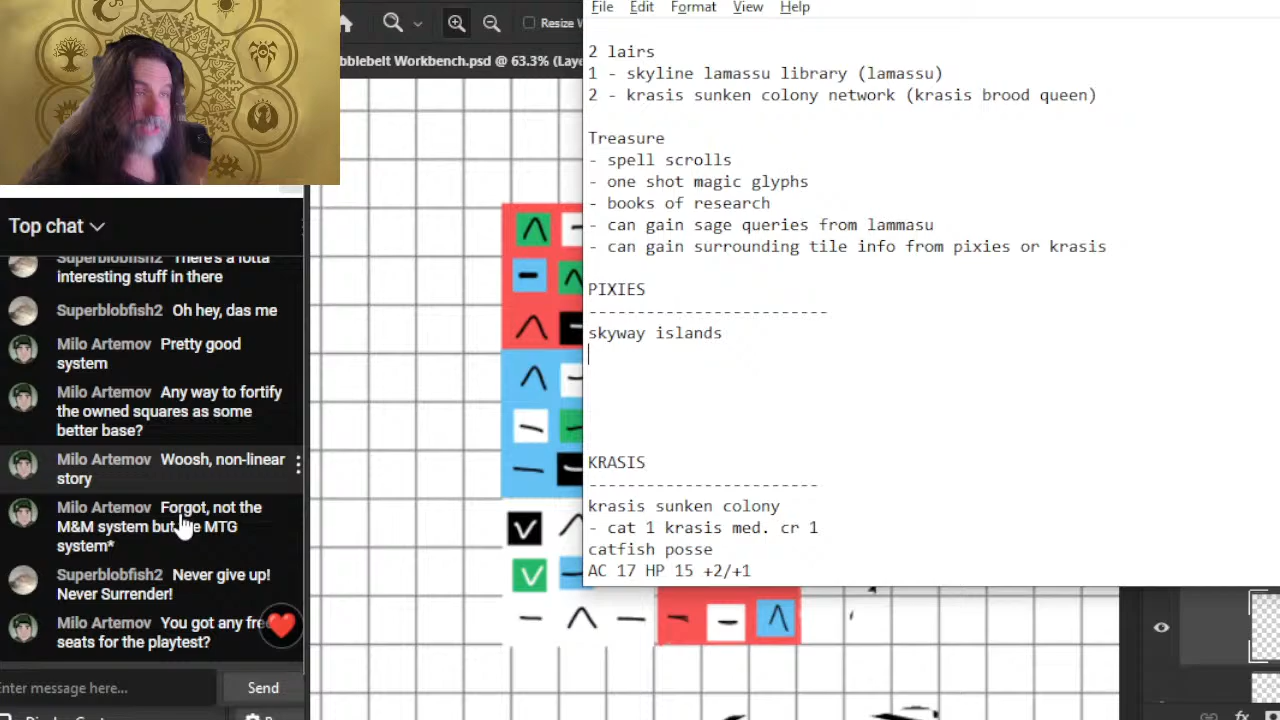 File Edit Format View Help
Resize W
bblebelt Workbench.psd @ 63.3% (Laye
2 lairs
1 - skyline lamassu library (lamassu)
2 - krasis sunken colony network (krasis brood queen)
Treasure
- spell scrolls
- one shot magic glyphs
- books of research
- can gain sage queries from lammasu
- can gain surrounding tile info from pixies or krasis
PIXIES
-------------------------
skyway islands
KRASIS
------------------------
krasis sunken colony
- cat 1 krasis med. cr 1
catfish posse
AC 17 HP 15 +2/+1
Top chat
Superblobfish2 There's a lotta
interesting stuff in there
Superblobfish2 Oh hey, das me
Milo Artemov Pretty good
system
Milo Artemov Any way to fortify
the owned squares as some
better base?
Milo Artemov Woosh, non-linear
story
Milo Artemov Forgot, not the
M&M system but the MTG
system*
Superblobfish2 Never give up!
Never Surrender!
Milo Artemov You got any fre
seats for the playtest?
Enter message here...
Send
fx